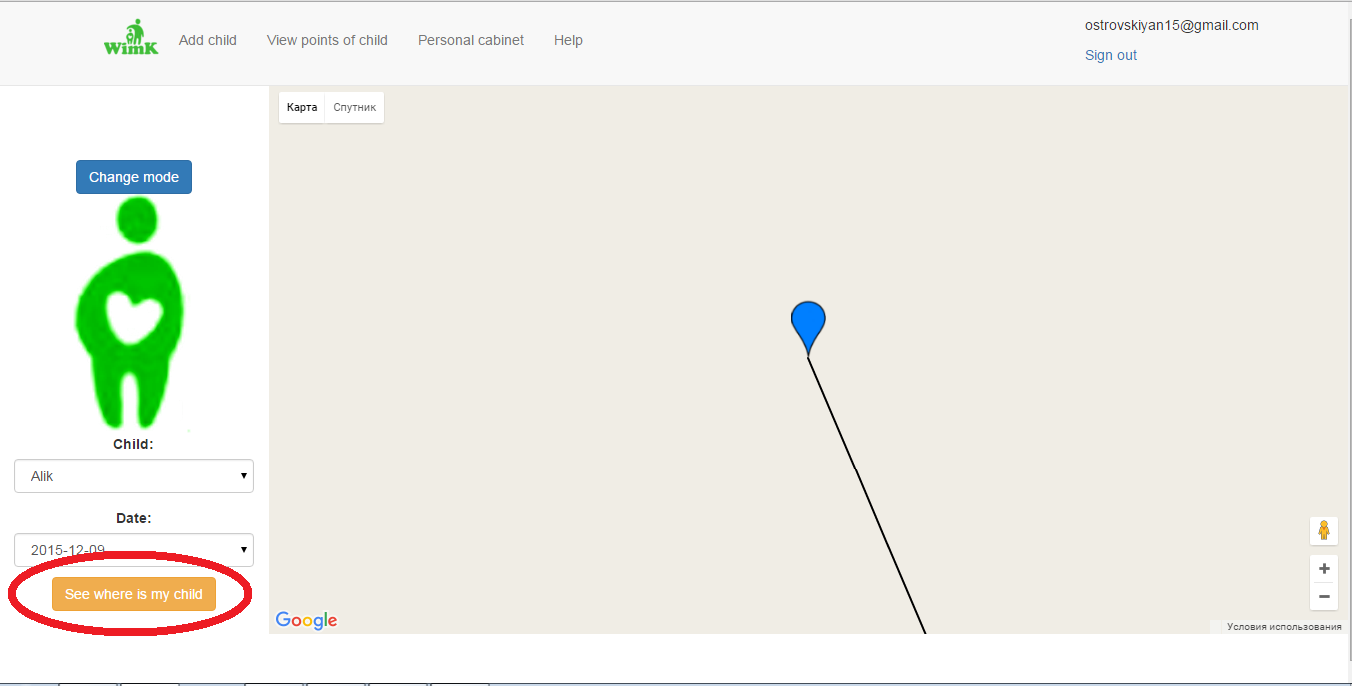 WimK
Add child
View points of child
Personal cabinet
Help
ostrovskiyan15@gmail.com
Sign out
Карта
Спутник
Change mode
Child:
Alik
Date:
2015-12-09
See where is my child
Google
Условия использования